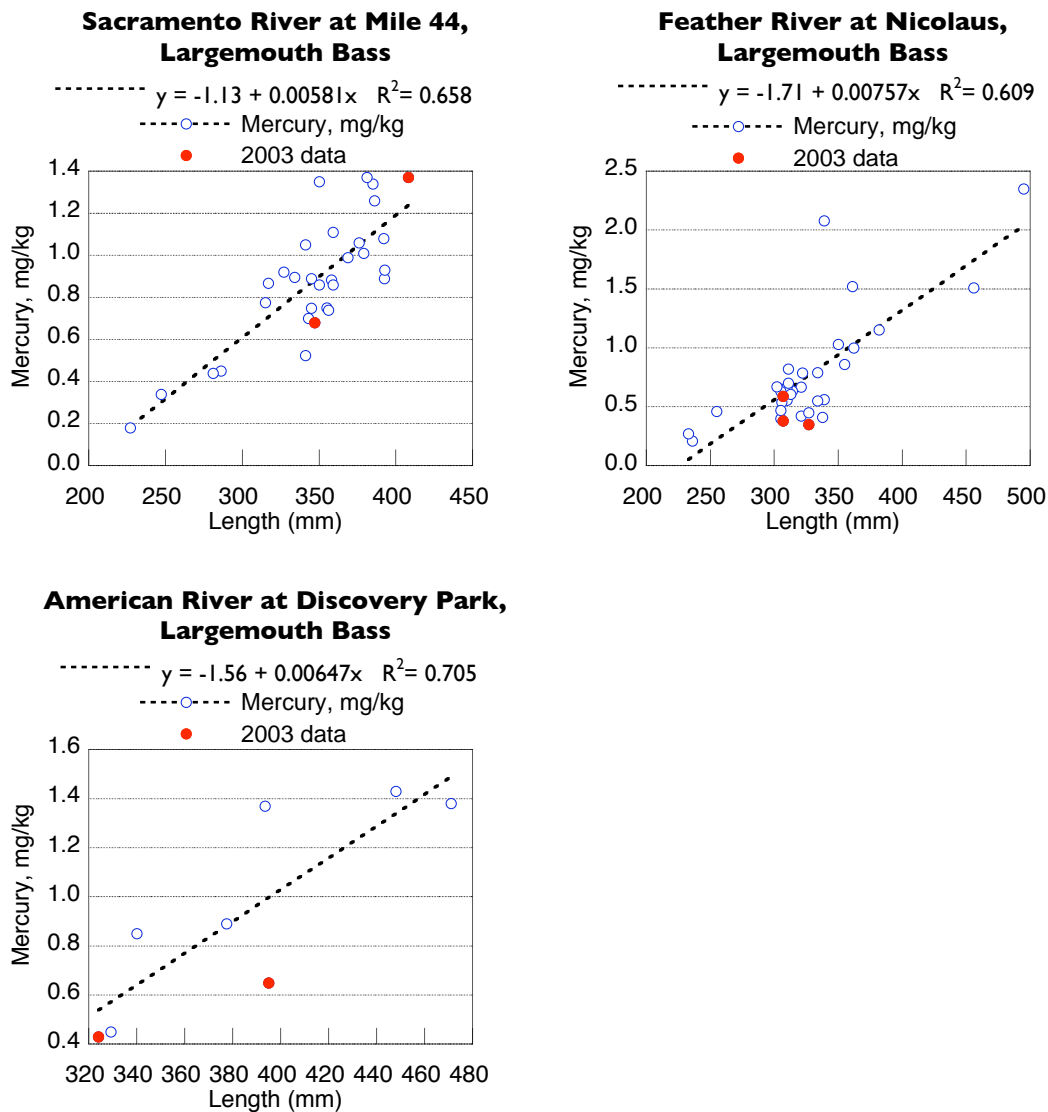 Sacramento River at Mile 44,
Largemouth Bass
y = -1.13 + 0.00581x R²= 0.658
Mercury, mg/kg
2003 data
1.4
1.2
1.0
0.8
0.6
0.4
0.2
0.0
Mercury, mg/kg
200 250 300 350 400 450
Length (mm)
Feather River at Nicolaus,
Largemouth Bass
y = -1.71 + 0.00757x R²= 0.609
Mercury, mg/kg
2003 data
2.5
2.0
1.5
1.0
0.5
0.0
Mercury, mg/kg
200 250 300 350 400 450 500
Length (mm)
American River at Discovery Park,
Largemouth Bass
y = -1.56 + 0.00647x R²= 0.705
Mercury, mg/kg
2003 data
1.6
1.4
1.2
1.0
0.8
0.6
0.4
Mercury, mg/kg
320 340 360 380 400 420 440 460 480
Length (mm)